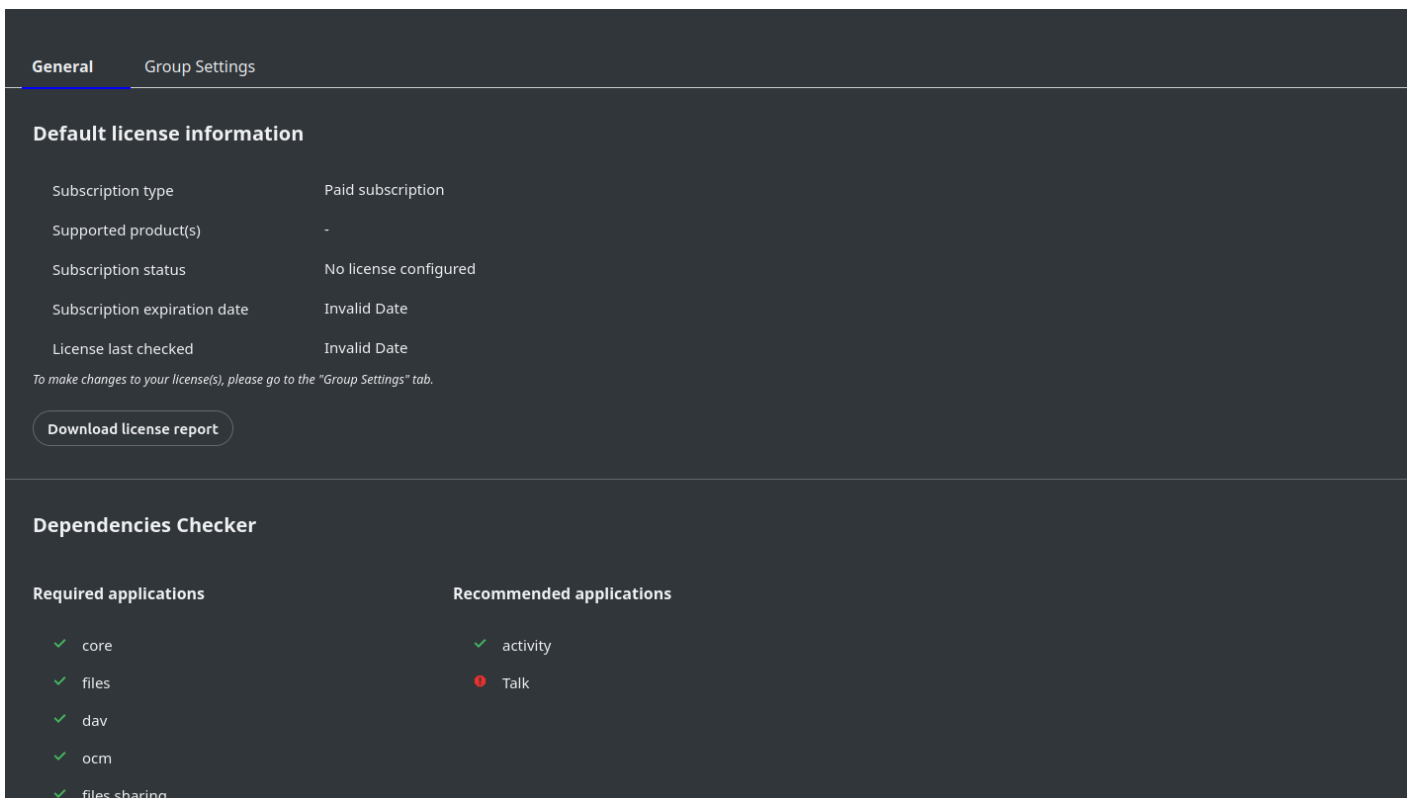 General Group Settings
Default license information
Subscription type Paid subscription
Supported product(s) -
Subscription status No license configured
Subscription expiration date Invalid Date
License last checked Invalid Date
To make changes to your license(s), please go to the "Group Settings" tab.
Download license report
Dependencies Checker
Required applications Recommended applications
core activity
files Talk
dav
ocm
files sharing